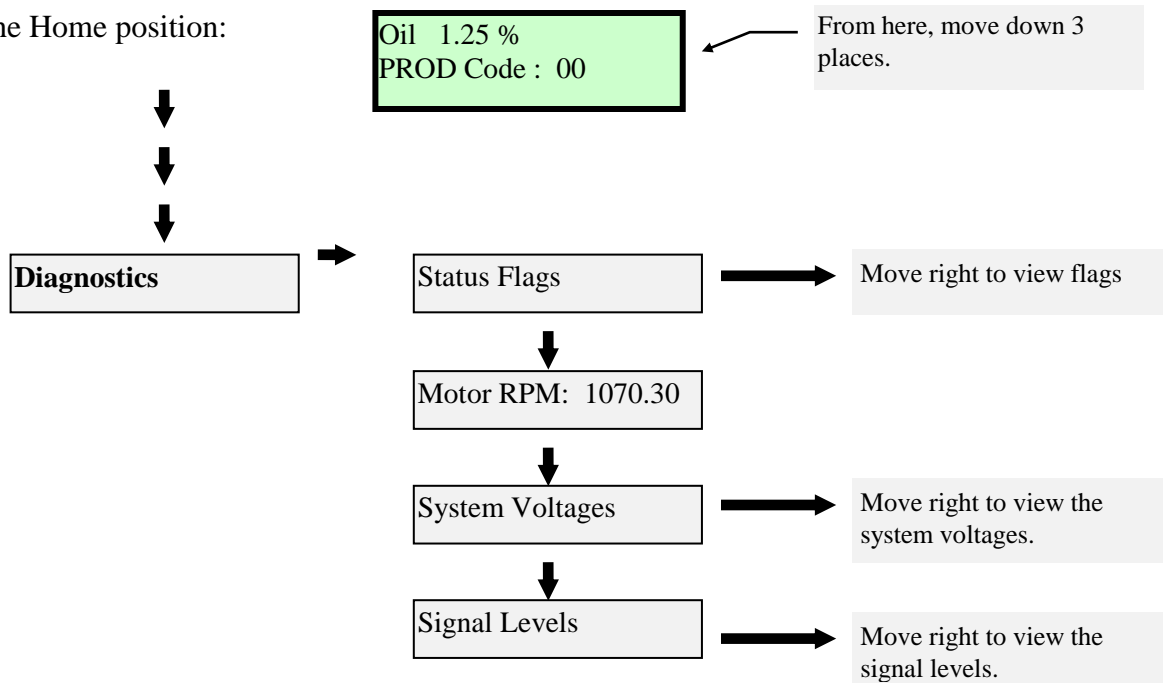 Home position:
Oil 1.25 %
PROD Code : 00
From here, move down 3
places.
Diagnostics
Status Flags
Move right to view flags
Motor RPM: 1070.30
System Voltages
Move right to view the
system voltages.
Signal Levels
Move right to view the
signal levels.